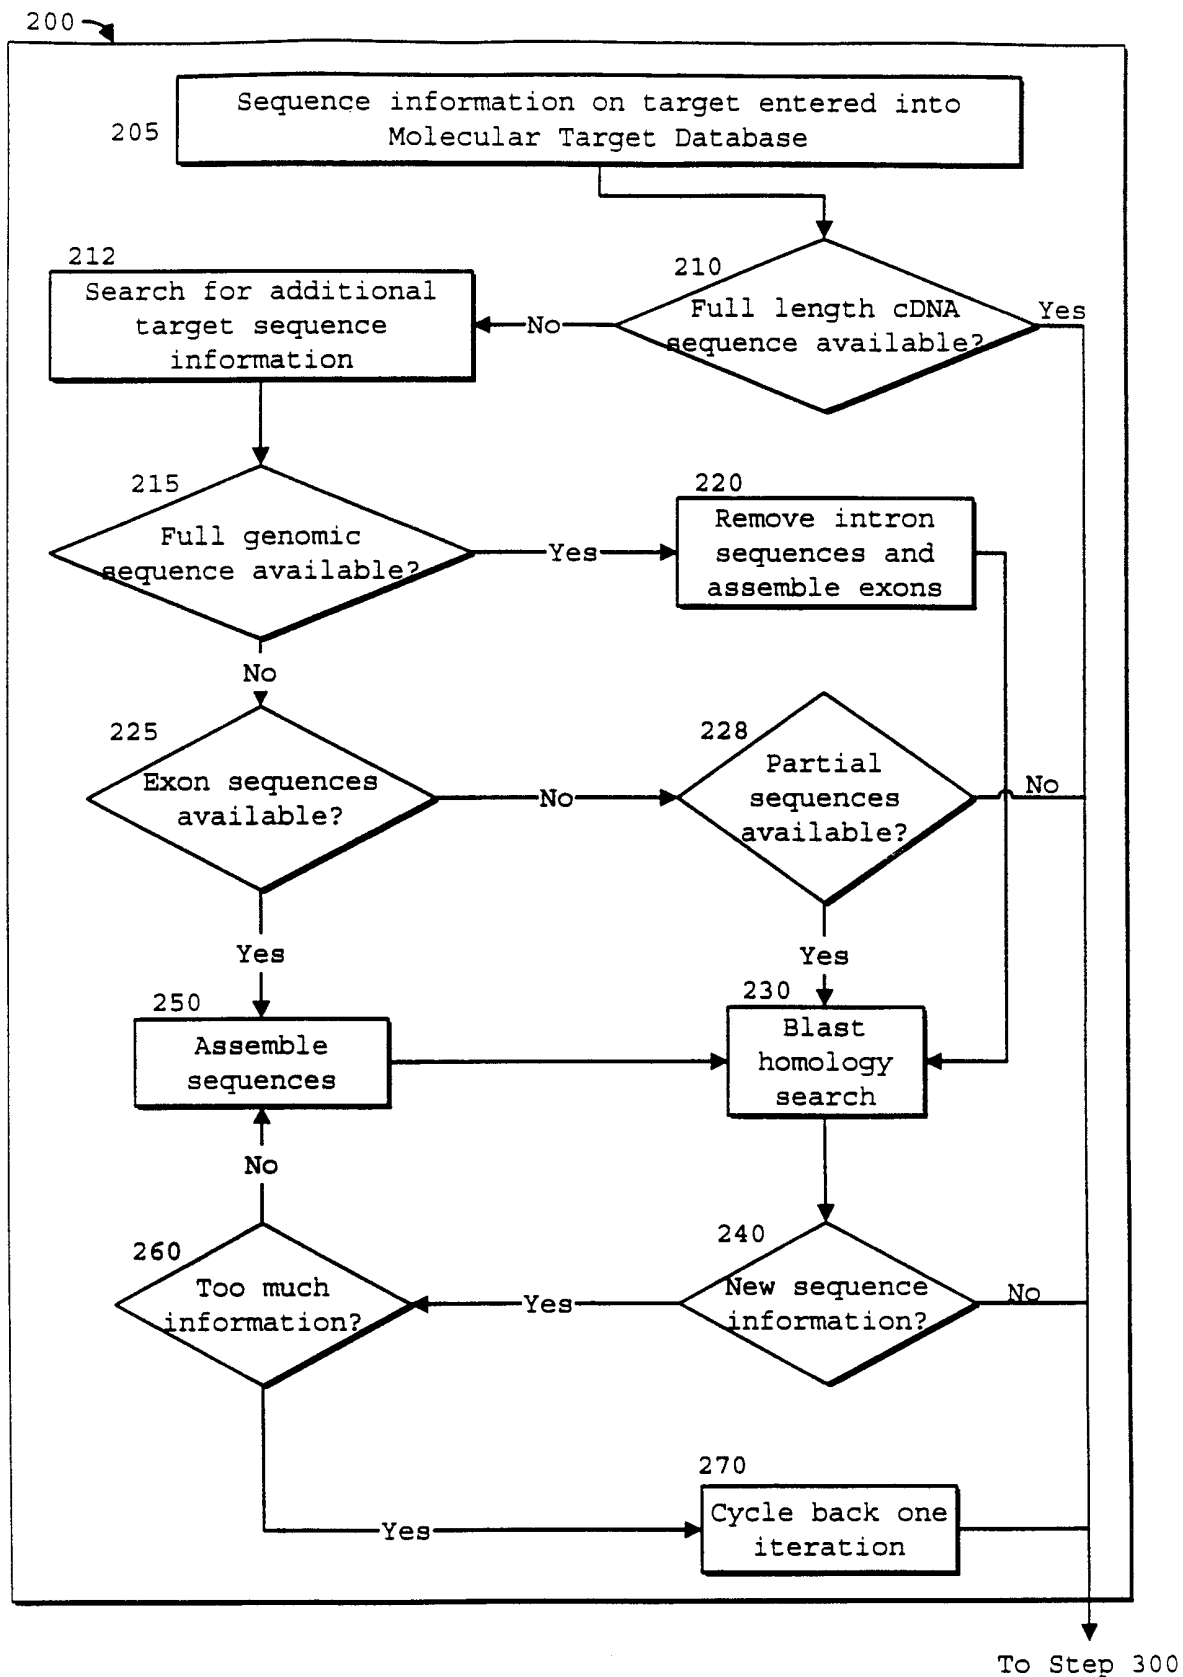 200
Sequence information on target entered into
Molecular Target Database
205
212
Search for additional
target sequence
information
No
210
Full length cDNA
sequence available?
Yes
215
Full genomic
sequence available?
Yes
220
Remove intron
sequences and
assemble exons
No
225
Exon sequences
available?
No
228
Partial
sequences
available?
No
Yes
Yes
250
Assemble
sequences
230
Blast
homology
search
No
260
Too much
information?
Yes
240
New sequence
information?
No
Yes
270
Cycle back one
iteration
To Step 300